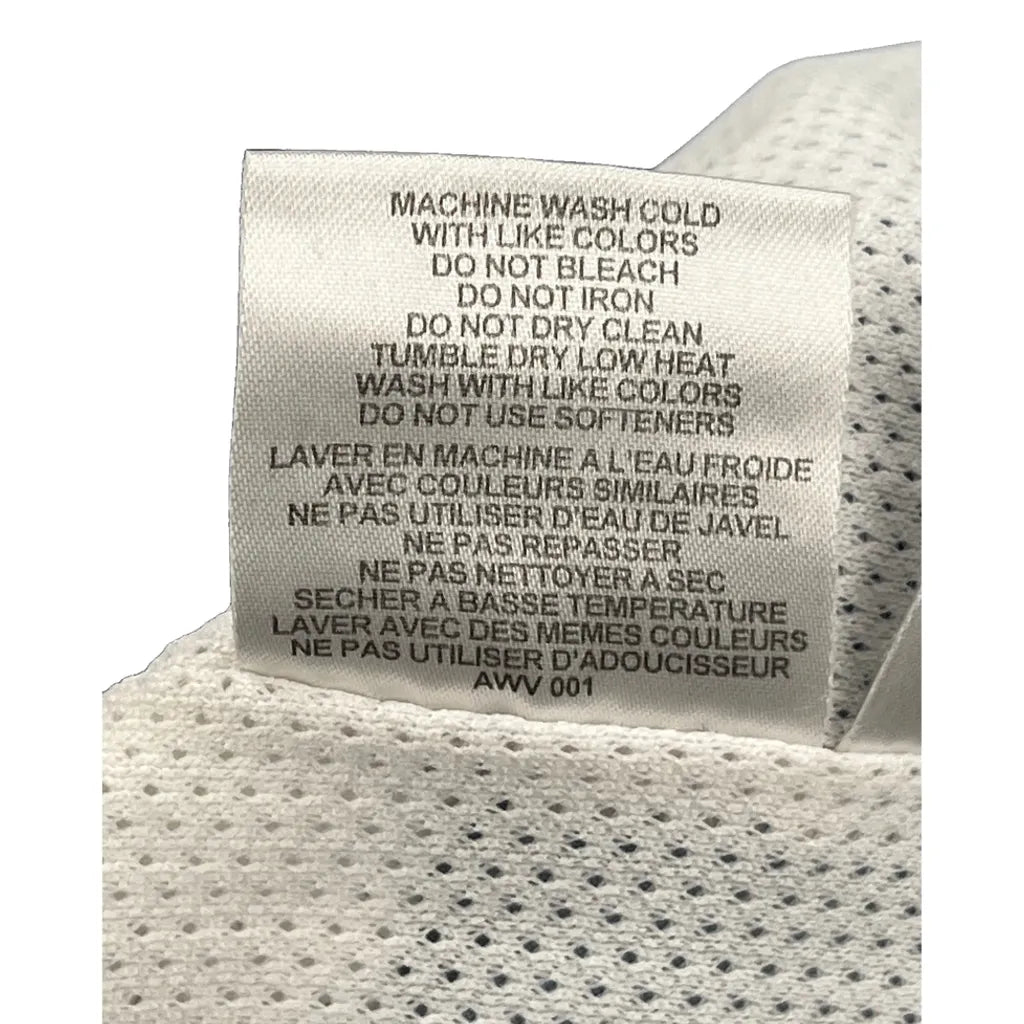 MACHINE WASH COLD
WITH LIKE COLORS
DO NOT BLEACH
DO NOT IRON
DO NOT DRY CLEAN
TUMBLE DRY LOW HEAT
WASH WITH LIKE COLORS
DO NOT USE SOFTENERS
LAVER EN MACHINE A L'EAU FROIDE
AVEC COULEURS SIMILAIRES
NE PAS UTILISER D'EAU DE JAVEL
NE PAS REPASSER
NE PAS NETTOYER A SEC
SECHER A BASSE TEMPERATURE
LAVER AVEC DES MEMES COULEURS
NE PAS UTILISER D'ADOUCISSEUR
AWV 001